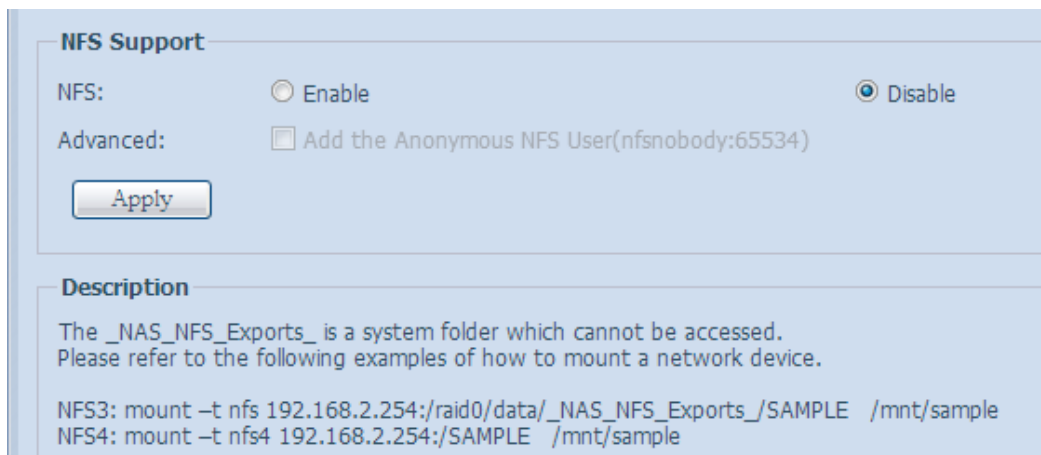 NFS Support
NFS: Enable Disable
Advanced: Add the Anonymous NFS User(nfsnobody:65534)
Apply
Description
The _NAS_NFS_Exports_ is a system folder which cannot be accessed.
Please refer to the following examples of how to mount a network device.
NFS3: mount –t nfs 192.168.2.254:/raid0/data/_NAS_NFS_Exports_/SAMPLE /mnt/sample
NFS4: mount –t nfs4 192.168.2.254:/SAMPLE /mnt/sample